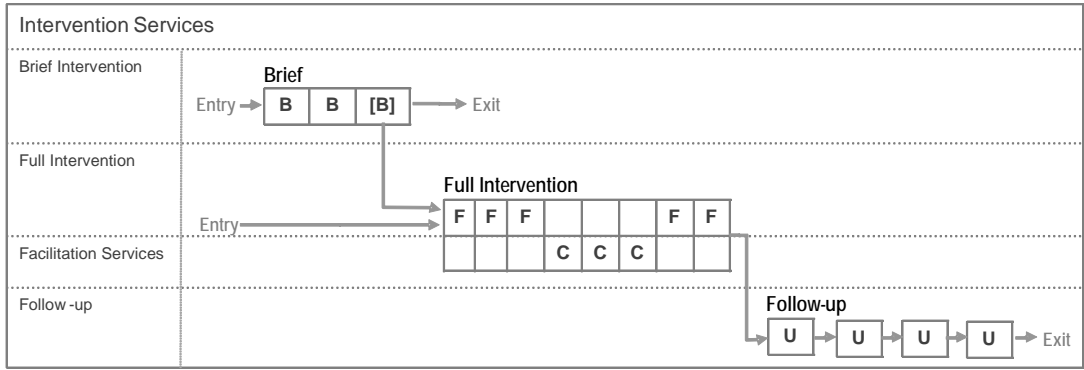 Intervention Services
Brief Intervention
Brief
Entry B B [B] Exit
Full Intervention
Full Intervention
F F F F F
Entry
Facilitation Services
C C C
Follow -up
Follow-up
U U U U Exit